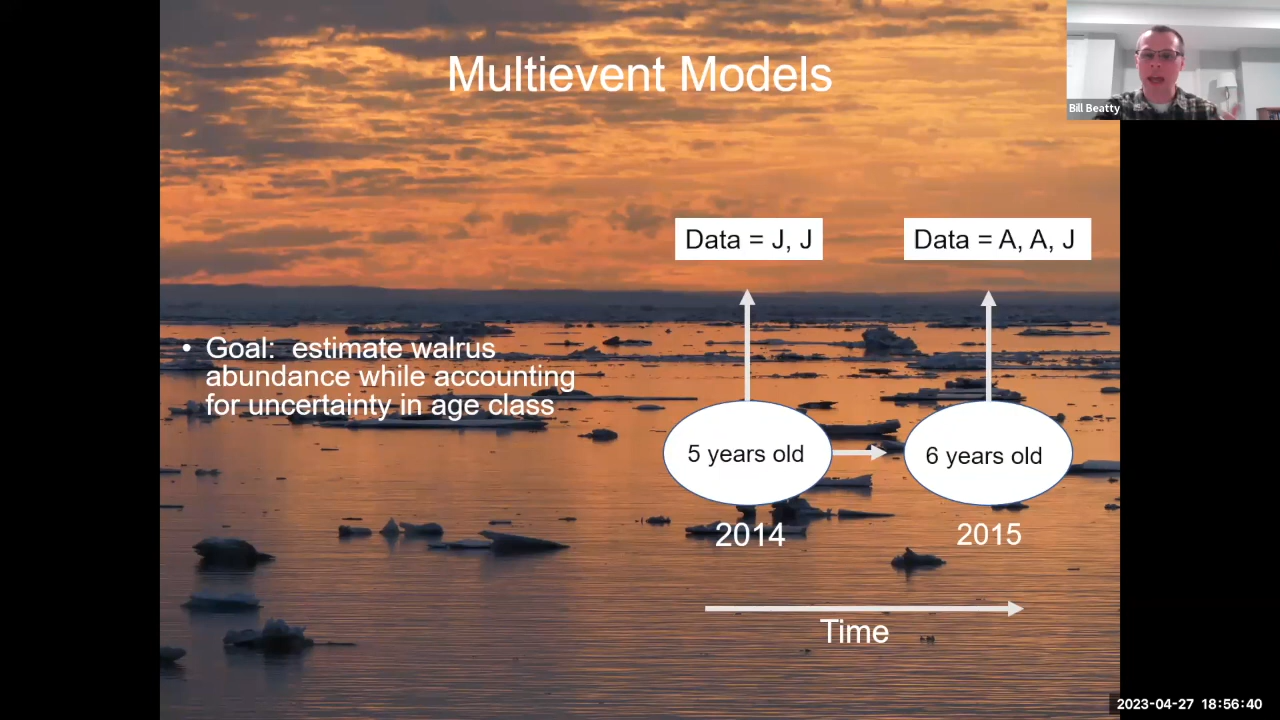 Multievent Models
Bill Beatty
Data = J, J
Data = A, A, J
• Goal:  estimate walrus
abundance while accounting
for uncertainty in age class
5 years old
6 years old
2014
2015
Time
2023-04-27 18:56:40